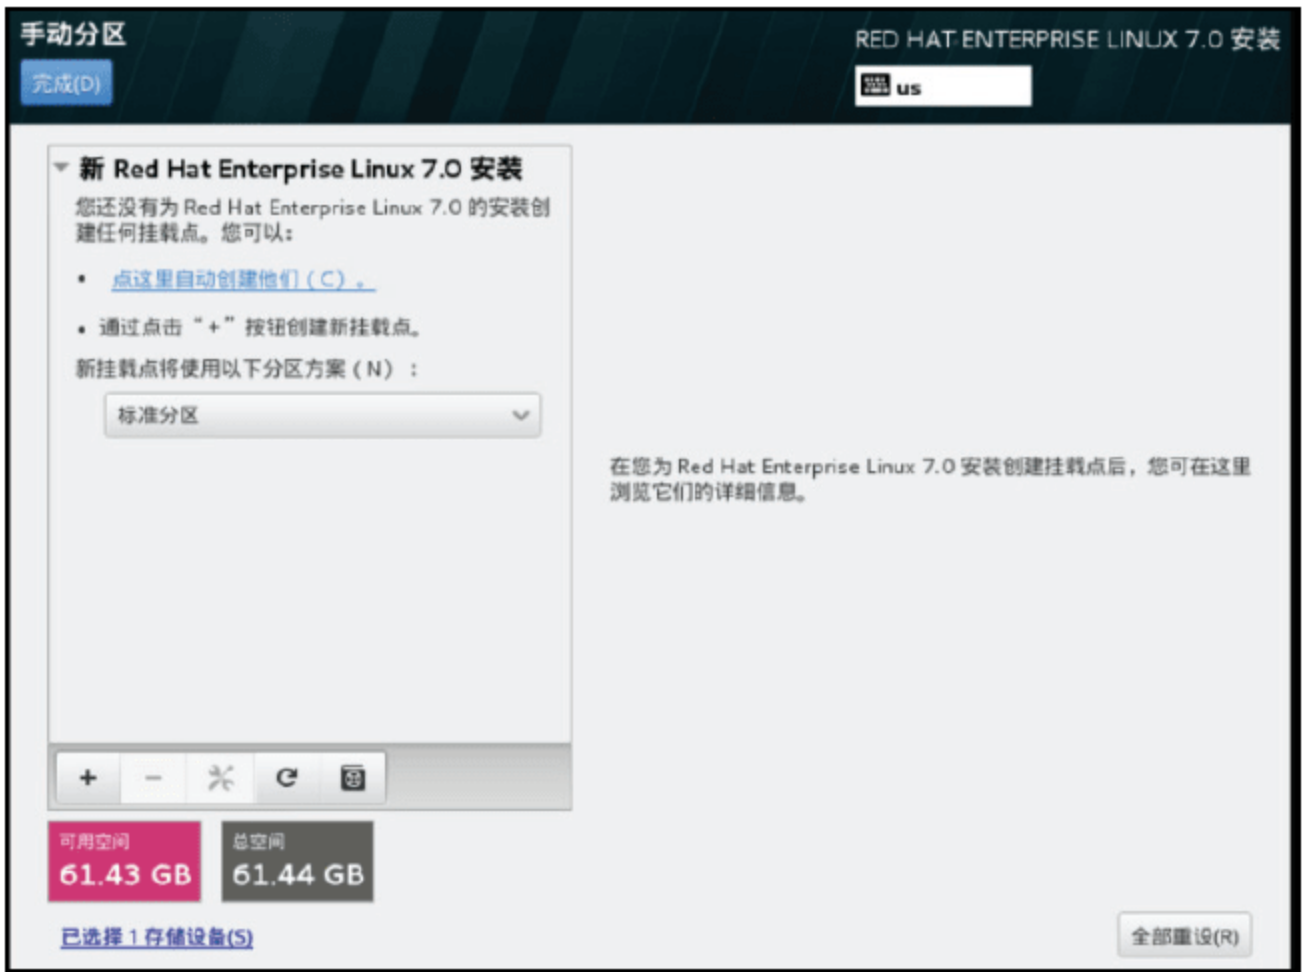 手动分区
RED HAT ENTERPRISE LINUX 7.0 安装
完成(D)
us
新 Red Hat Enterprise Linux 7.0 安装
您还没有为 Red Hat Enterprise Linux 7.0 的安装创
建任何挂载点。您可以：
• 点这里自动创建他们 ( C ) 。
• 通过点击“+”按钮创建新挂载点。
新挂载点将使用以下分区方案 ( N ) ：
标准分区
在您为 Red Hat Enterprise Linux 7.0 安装创建挂载点后，您可在这里
浏览它们的详细信息。
可用空间
61.43 GB
总空间
61.44 GB
已选择 1 存储设备(S)
全部重设(R)